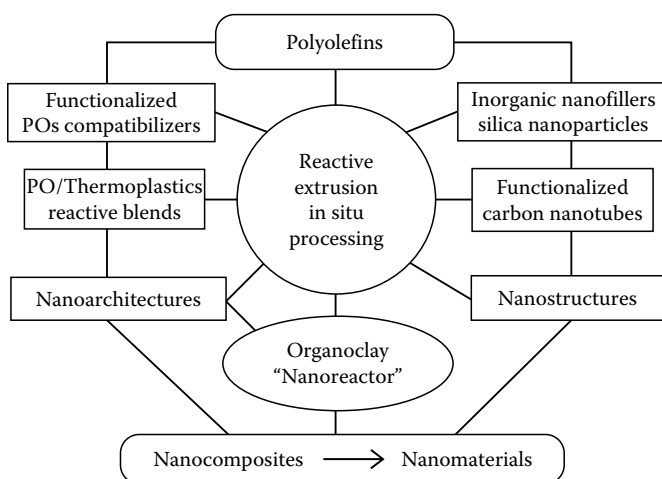 Polyolefins
Functionalized
POs compatibilizers
Inorganic nanofillers
silica nanoparticles
Reactive
extrusion
in situ
processing
PO/Thermoplastics
reactive blends
Functionalized
carbon nanotubes
Nanoarchitectures
Nanostructures
Organoclay
“Nanoreactor”
Nanocomposites
Nanomaterials